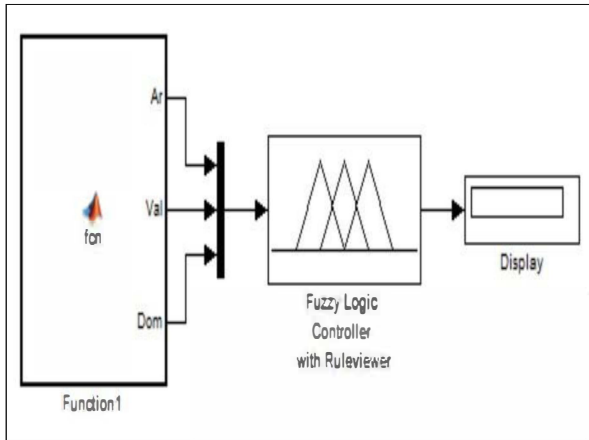 Ar
Val
fcn
Dom
Function1
Fuzzy Logic
Controller
with Ruleviewer
Display